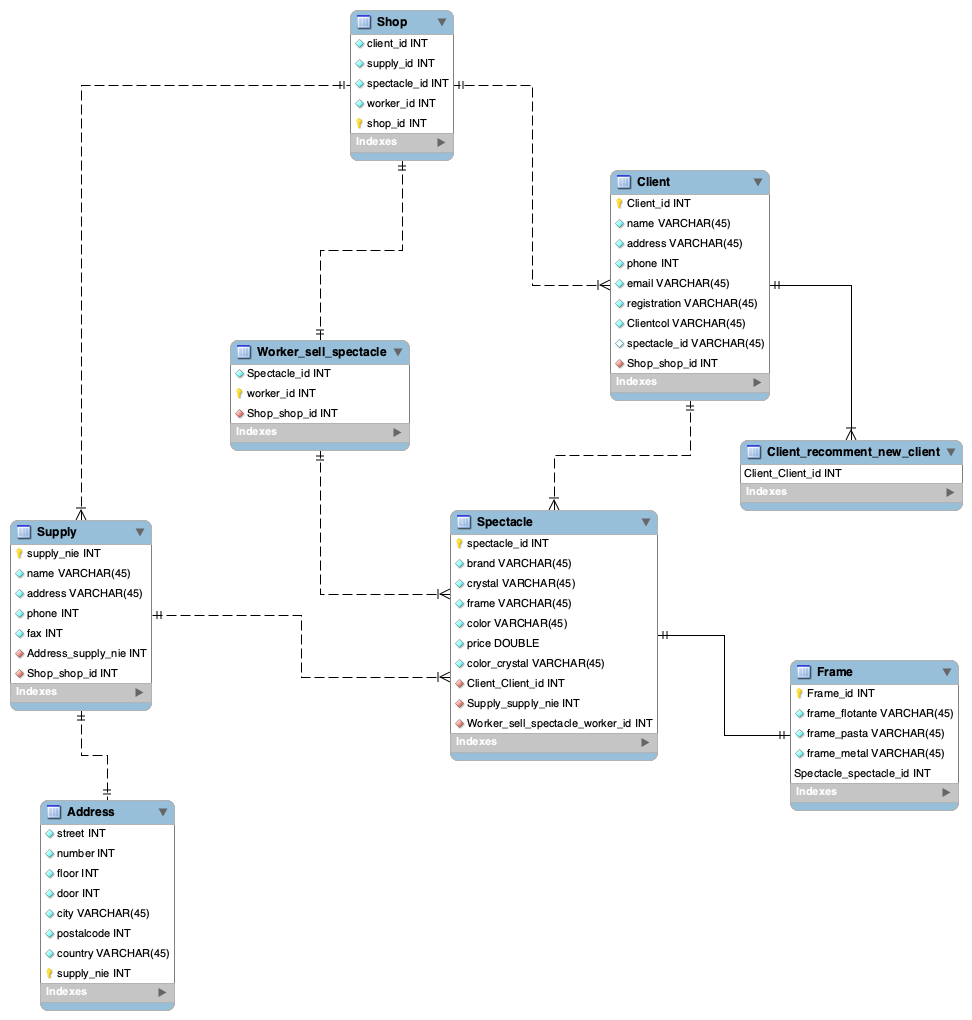 Shop
client_id INT
supply_id INT
spectacle_id INT
worker_id INT
shop_id INT
Indexes
Client
Client_id INT
name VARCHAR(45)
address VARCHAR(45)
phone INT
email VARCHAR(45)
registration VARCHAR(45)
Clientcol VARCHAR(45)
spectacle_id VARCHAR(45)
Shop_shop_id INT
Indexes
Worker_sell_spectacle
Spectacle_id INT
worker_id INT
Shop_shop_id INT
Indexes
Client_recomment_new_client
Client_Client_id INT
Indexes
Supply
supply_nie INT
name VARCHAR(45)
address VARCHAR(45)
phone INT
fax INT
Address_supply_nie INT
Shop_shop_id INT
Indexes
Spectacle
spectacle_id INT
brand VARCHAR(45)
crystal VARCHAR(45)
frame VARCHAR(45)
color VARCHAR(45)
price DOUBLE
color_crystal VARCHAR(45)
Client_Client_id INT
Supply_supply_nie INT
Worker_sell_spectacle_worker_id INT
Indexes
Frame
Frame_id INT
frame_flotante VARCHAR(45)
frame_pasta VARCHAR(45)
frame_metal VARCHAR(45)
Spectacle_spectacle_id INT
Indexes
Address
street INT
number INT
floor INT
door INT
city VARCHAR(45)
postalcode INT
country VARCHAR(45)
supply_nie INT
Indexes